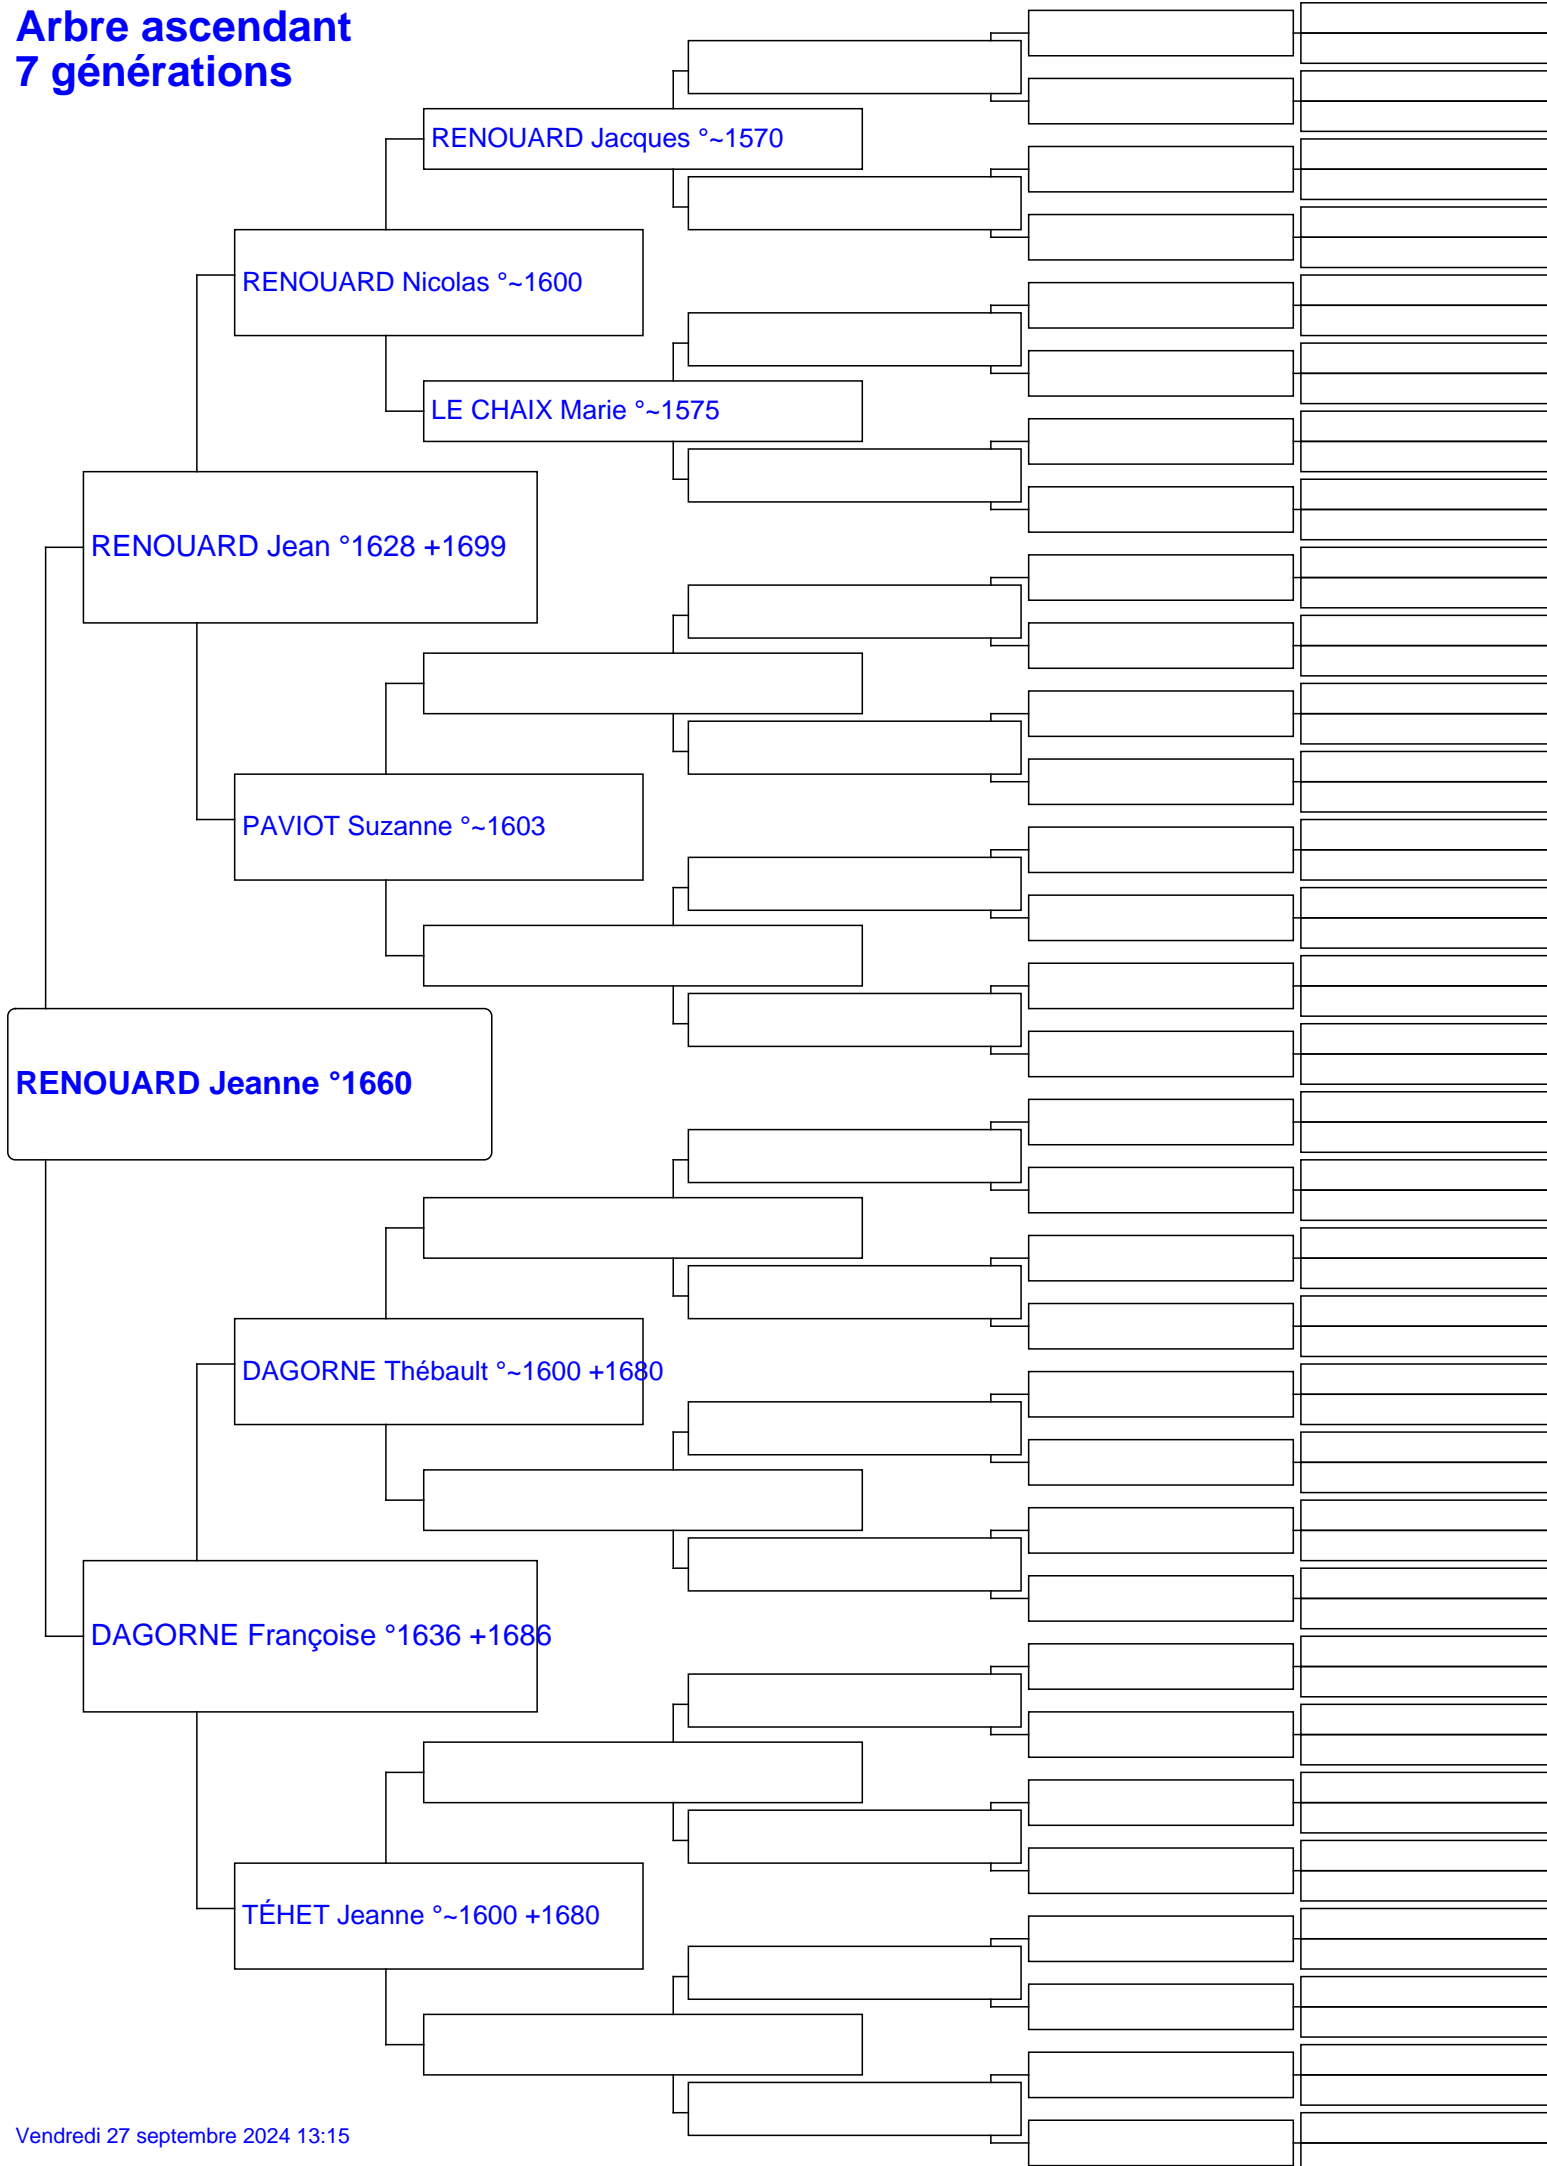 Arbre ascendant
7 générations
RENOUARD Jacques °~1570
RENOUARD Nicolas °~1600
LE CHAIX Marie °~1575
RENOUARD Jean °1628 +1699
PAVIOT Suzanne °~1603
RENOUARD Jeanne °1660
DAGORNE Thébault °~1600 +1680
DAGORNE Françoise °1636 +1686
TÉHET Jeanne °~1600 +1680
Vendredi 27 septembre 2024 13:15